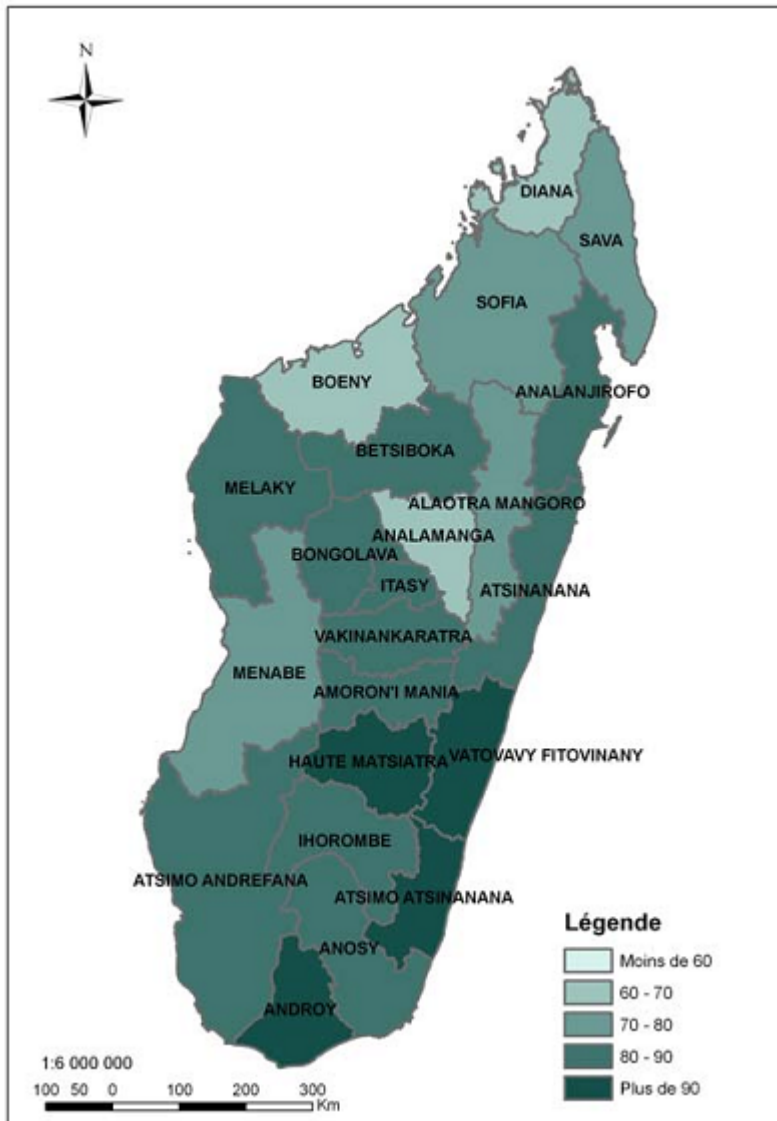 N
DIANA
SAVA
SOFIA
BOENY
ANALANJIROFO
BETSIBOKA
MELAKY
ALAOTRA MANGORO
ANALAMANGA
BONGOLAVA
ITASY
ATSINANANA
VAKINANKARATRA
MENABE
AMORON'I MANIA
VATOVAVY FITOVINANY
HAUTE MATSIATRA
IHOROMBE
ATSIMO ANDREFANA
ATSIMO ATSINANANA
ANOSY
ANDROY
Légende
Moins de 60
60 - 70
70 - 80
80 - 90
Plus de 90
1:6 000 000
100 50 0 100 200 300
Km